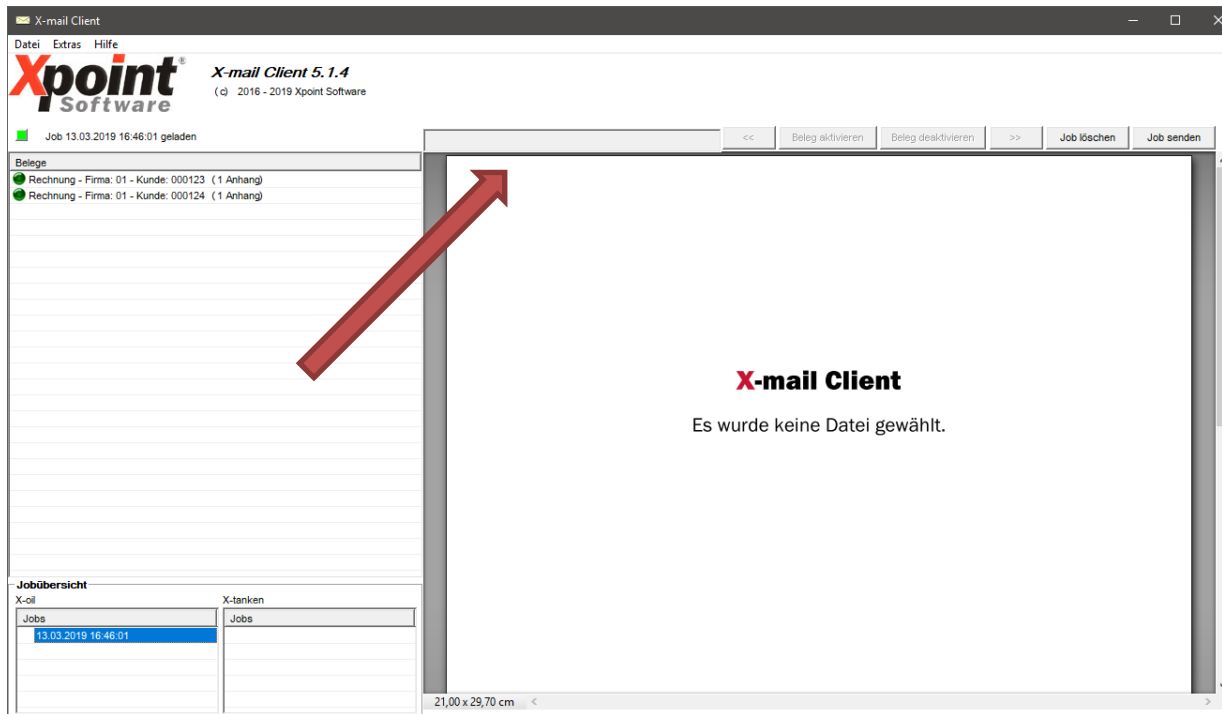 X-mail Client
Datei Extras Hilfe
Xpoint®
Software
X-mail Client 5.1.4
(c) 2016 - 2019 Xpoint Software
Job 13.03.2019 16:46:01 geladen
<< Beleg aktivieren Beleg deaktivieren >> Job löschen Job senden
Belege
Rechnung - Firma: 01 - Kunde: 000123 (1 Anhang)
Rechnung - Firma: 01 - Kunde: 000124 (1 Anhang)
X-mail Client
Es wurde keine Datei gewählt.
Jobübersicht
X-oil X-tanken
Jobs Jobs
13.03.2019 16:46:01
21,00 x 29,70 cm